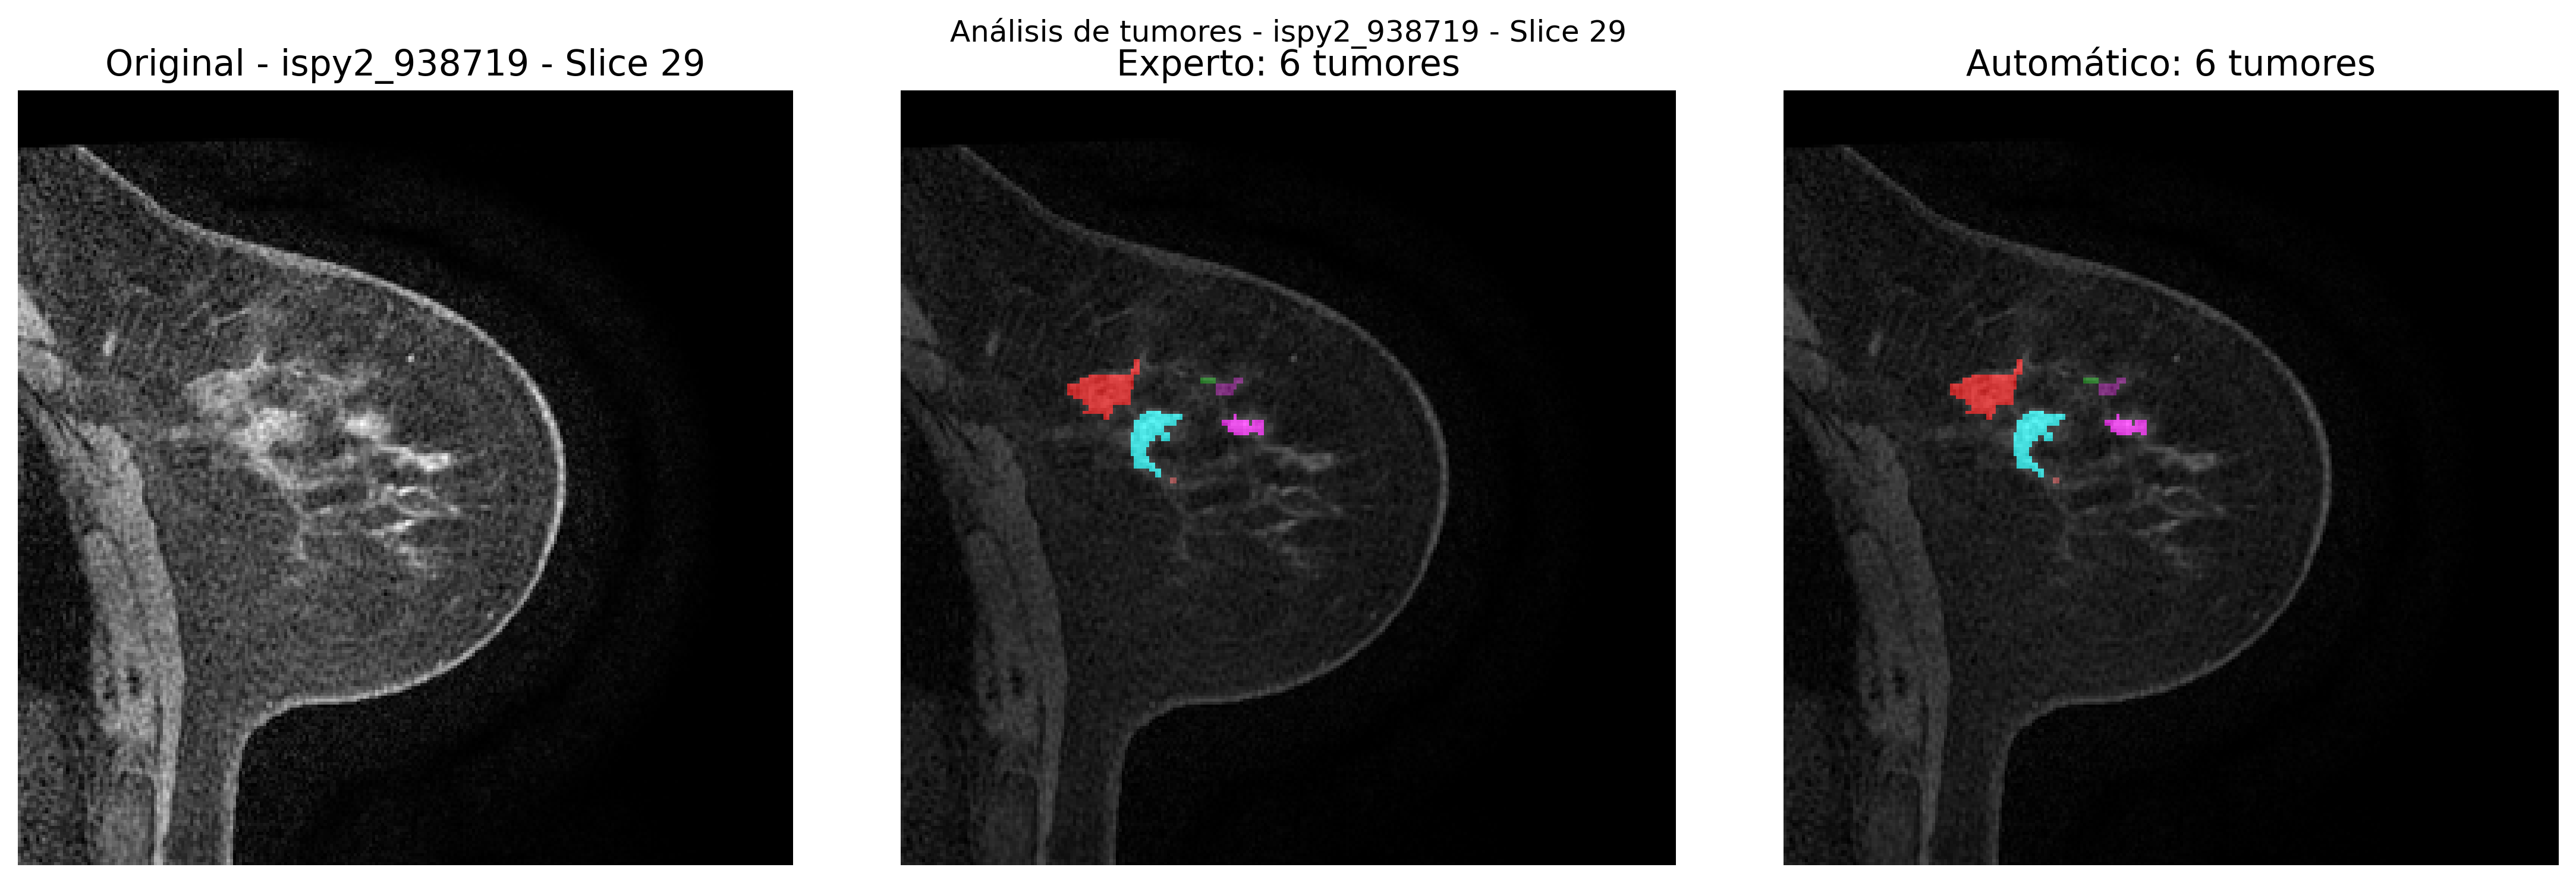 Análisis de tumores - ispy2_938719 - Slice 29
Original - ispy2_938719 - Slice 29
Experto: 6 tumores
Automático: 6 tumores